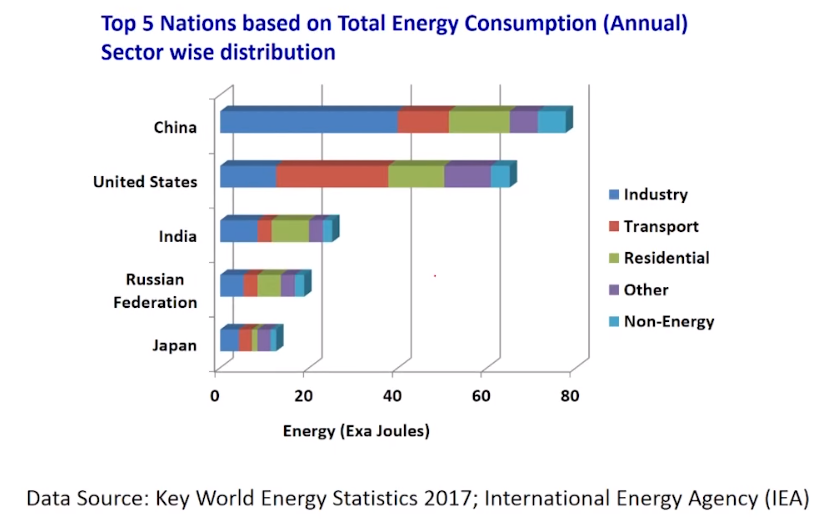 Top 5 Nations based on Total Energy Consumption (Annual)
Sector wise distribution
China
United States
India
Russian
Federation
Japan
0 20 40 60 80
Energy (Exa Joules)
Industry
Transport
Residential
Other
Non-Energy
Data Source: Key World Energy Statistics 2017; International Energy Agency (IEA)